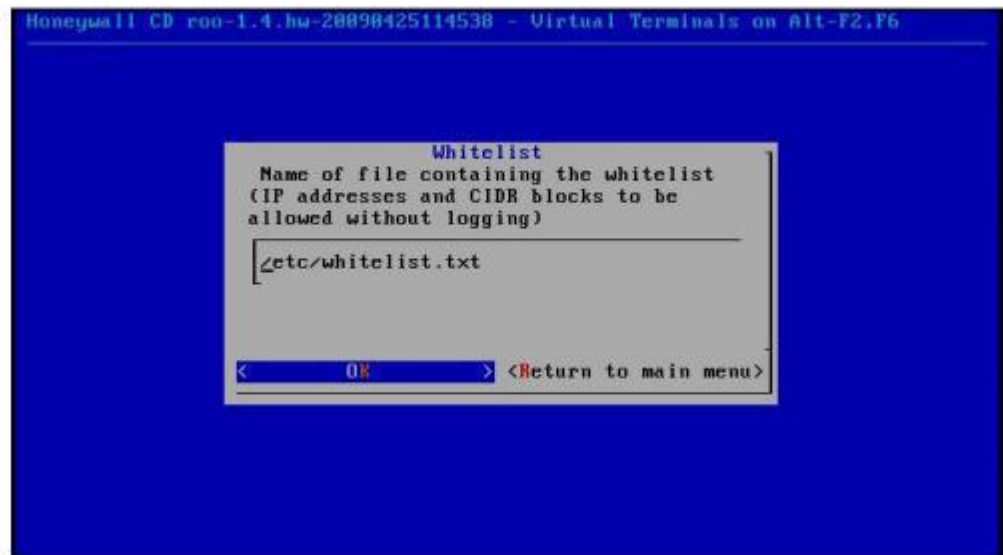 Honeywall CD roo-1.4.hw-20090425114538 - Virtual Terminals on Alt-F2,F6
Whitelist
Name of file containing the whitelist
(IP addresses and CIDR blocks to be
allowed without logging)
/etc/whitelist.txt
< OK > <Return to main menu>